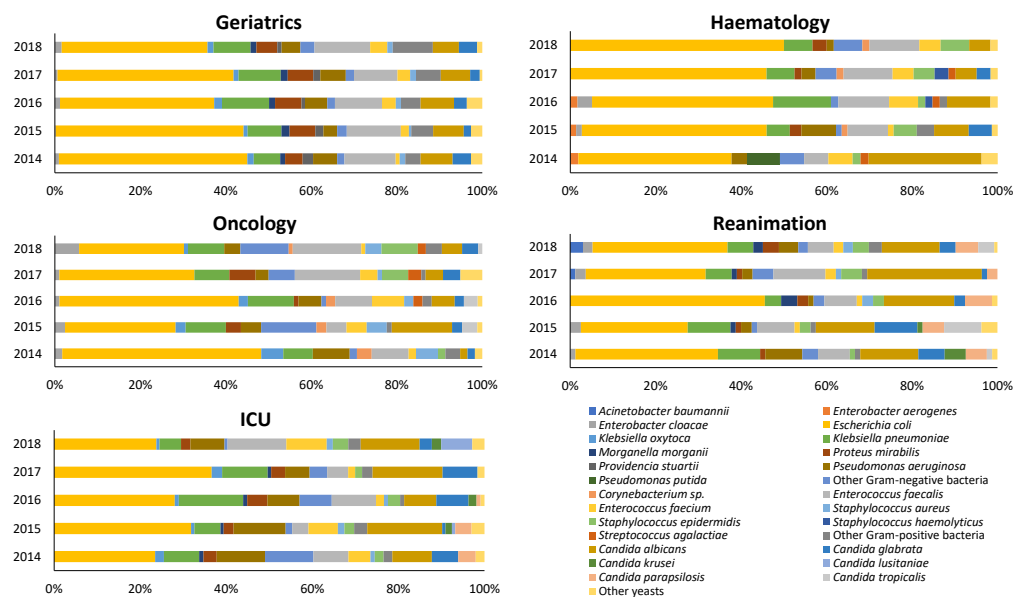 Geriatrics
2018
2017
2016
2015
2014
0% 20% 40% 60% 80% 100%
Haematology
2018
2017
2016
2015
2014
0% 20% 40% 60% 80% 100%
Oncology
2018
2017
2016
2015
2014
0% 20% 40% 60% 80% 100%
Reanimation
2018
2017
2016
2015
2014
0% 20% 40% 60% 80% 100%
ICU
2018
2017
2016
2015
2014
0% 20% 40% 60% 80% 100%
Acinetobacter baumannii Enterobacter aerogenes
Enterobacter cloacae Escherichia coli
Klebsiella oxytoca Klebsiella pneumoniae
Morganella morganii Proteus mirabilis
Providencia stuartii Pseudomonas aeruginosa
Pseudomonas putida Other Gram-negative bacteria
Corynebacterium sp. Enterococcus faecalis
Enterococcus faecium Staphylococcus aureus
Staphylococcus epidermidis Staphylococcus haemolyticus
Streptococcus agalactiae Other Gram-positive bacteria
Candida albicans Candida glabrata
Candida krusei Candida lusitaniae
Candida parapsilosis Candida tropicalis
Other yeasts